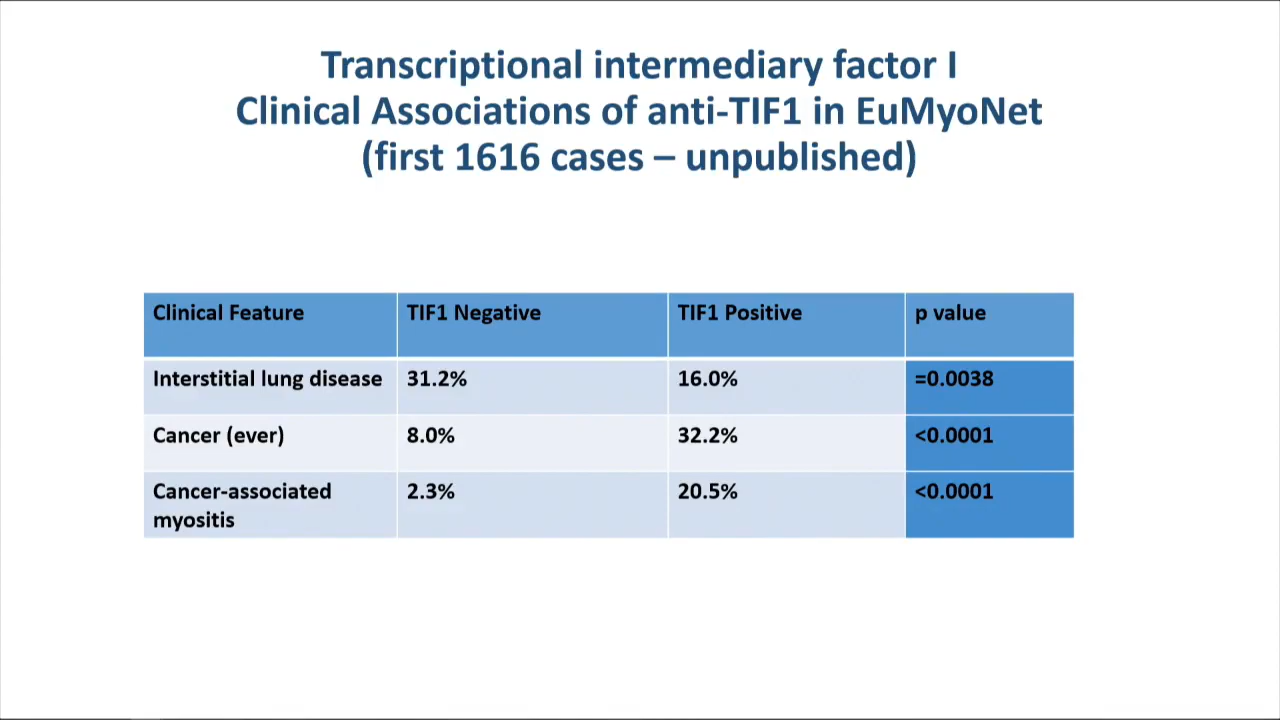 Transcriptional intermediary factor I
Clinical Associations of anti-TIF1 in EuMyoNet
(first 1616 cases – unpublished)
Clinical Feature TIF1 Negative TIF1 Positive p value
Interstitial lung disease 31.2% 16.0% =0.0038
Cancer (ever) 8.0% 32.2% <0.0001
Cancer-associated 2.3% 20.5% <0.0001
myositis